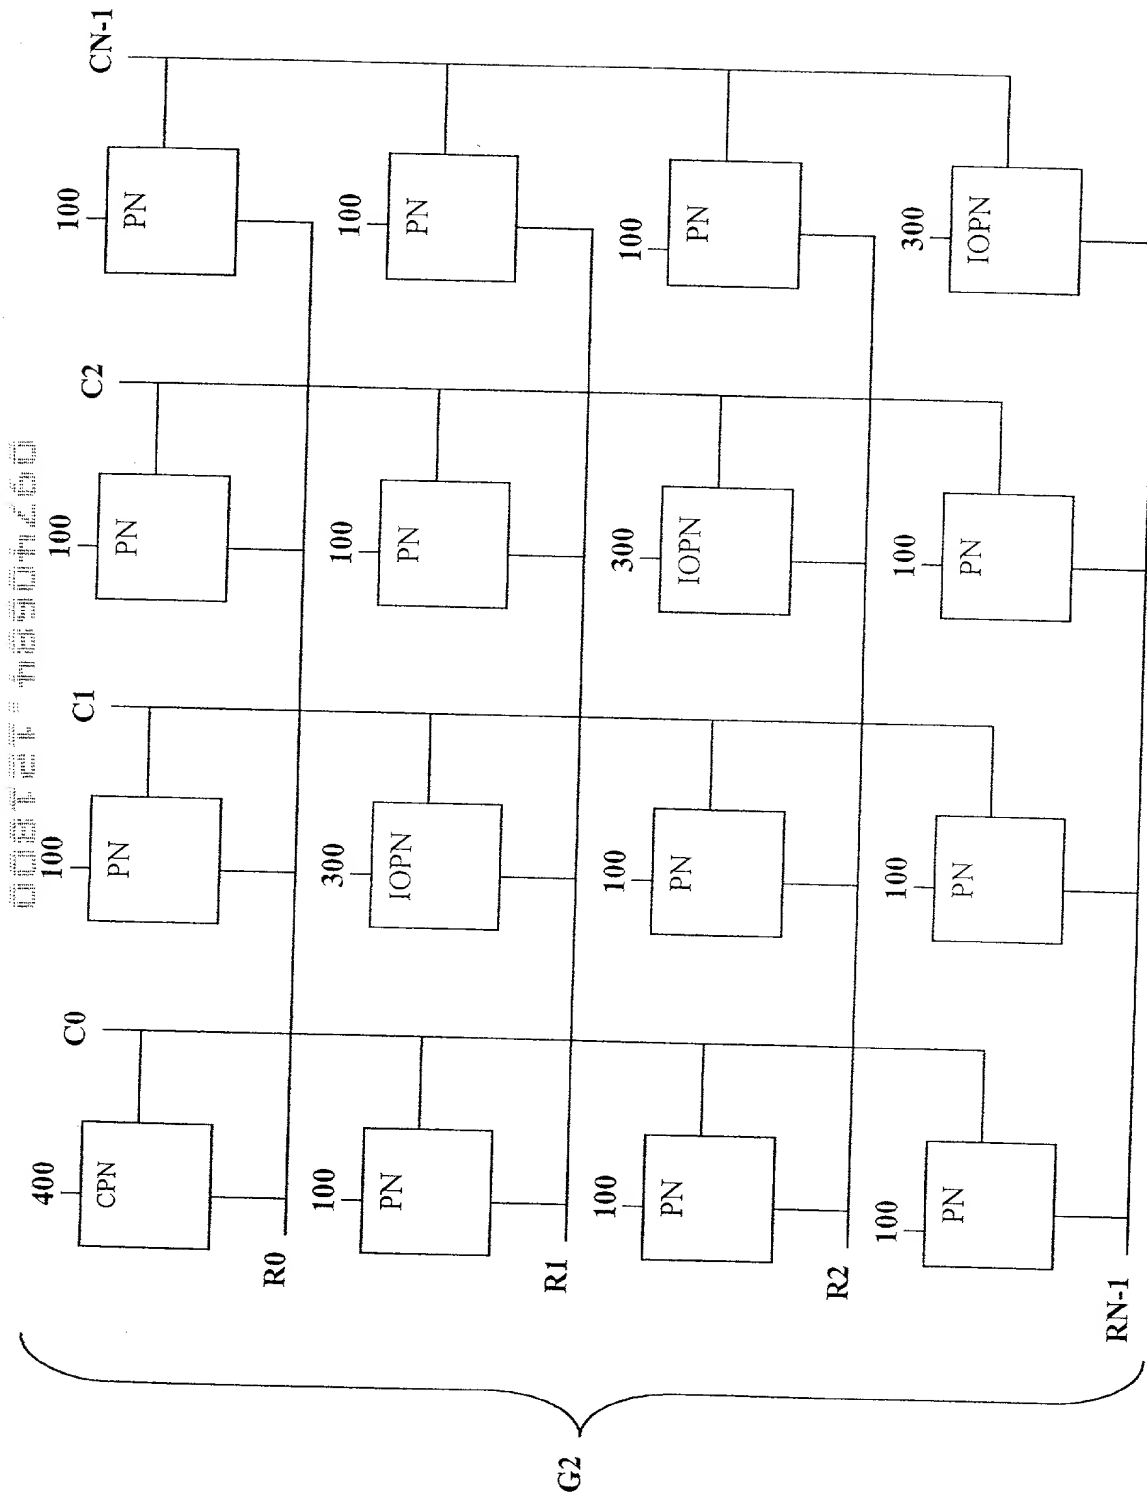 C0 C1 C2 CN-1
400 100 100 100
CPN PN PN PN
R0
100 300 100 100
PN IOPN PN PN
R1
G2
100 100 300 100
PN PN IOPN PN
R2
100 100 100 300
PN PN PN IOPN
RN-1